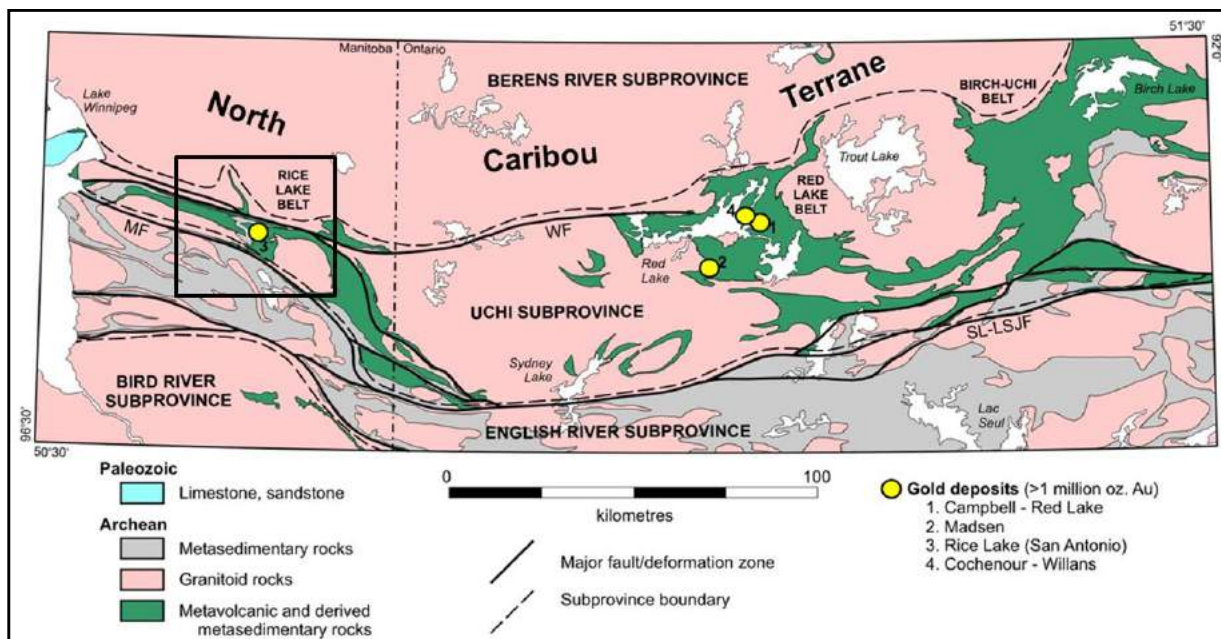 51°30'
92°0'
Manitoba
Ontario
BERENS RIVER SUBPROVINCE
Terrane
BIRCH-UCHI
BELT
Birch Lake
Lake
Winnipeg
North
Caribou
Trout Lake
RICE
LAKE
BELT
RED
LAKE
BELT
4
1
MF
3
WF
Red
Lake
2
UCHI SUBPROVINCE
SL-LSJF
Sydney
Lake
BIRD RIVER
SUBPROVINCE
Lac
Seul
ENGLISH RIVER SUBPROVINCE
96°30'
50°30'
Paleozoic
Limestone, sandstone
Archean
Metasedimentary rocks
Granitoid rocks
Metavolcanic and derived
metasedimentary rocks
0
100
kilometres
Major fault/deformation zone
Subprovince boundary
Gold deposits (>1 million oz. Au)
1. Campbell - Red Lake
2. Madsen
3. Rice Lake (San Antonio)
4. Cochenour - Willans